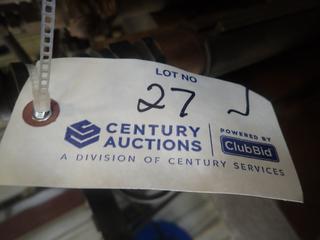 LOT NO
27 J
CENTURY
AUCTIONS
POWERED BY
ClubBid
A DIVISION OF CENTURY SERVICES